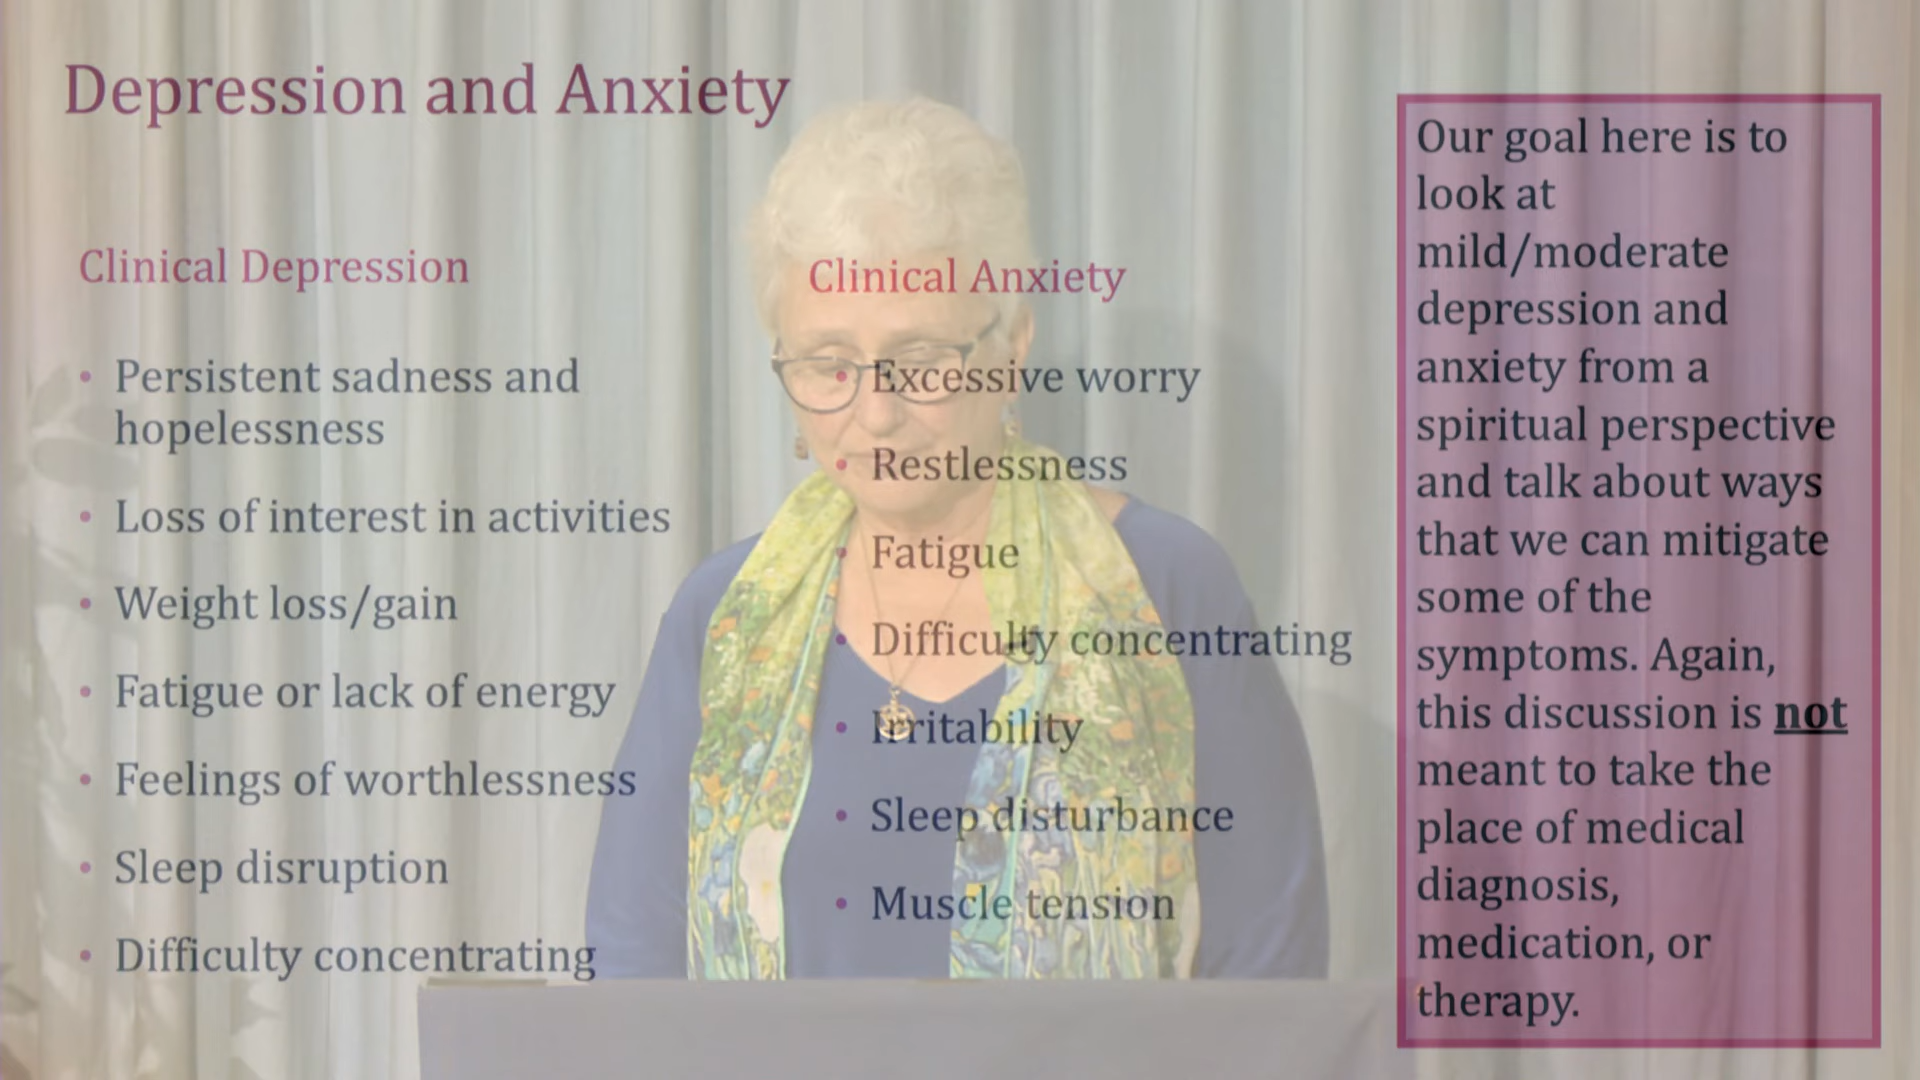 Depression and Anxiety
Clinical Depression
• Persistent sadness and
hopelessness
• Loss of interest in activities
• Weight loss/gain
• Fatigue or lack of energy
• Feelings of worthlessness
• Sleep disruption
• Difficulty concentrating
Clinical Anxiety
• Excessive worry
• Restlessness
• Fatigue
• Difficulty concentrating
• Irritability
• Sleep disturbance
• Muscle tension
Our goal here is to
look at
mild/moderate
depression and
anxiety from a
spiritual perspective
and talk about ways
that we can mitigate
some of the
symptoms. Again,
this discussion is not
meant to take the
place of medical
diagnosis,
medication, or
therapy.